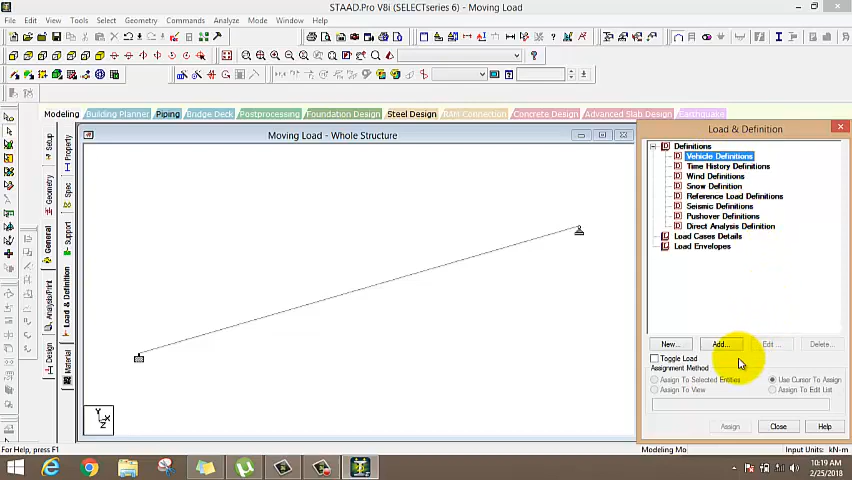 STAAD.Pro V8i (SELECTseries 6) - Moving Load
File Edit View Tools Select Geometry Commands Analyze Mode Window Help
Modeling Building Planner Piping Bridge Deck Postprocessing Foundation Design Steel Design RAM Connection Concrete Design Advanced Slab Design Earthquake
Moving Load - Whole Structure
Load & Definition
Setup
Geometry
General
Analysis/Print
Design
Property
Spec
Support
Load & Definition
Material
Definitions
Vehicle Definitions
Time History Definitions
Wind Definitions
Snow Definition
Reference Load Definitions
Seismic Definitions
Pushover Definitions
Direct Analysis Definition
Load Cases Details
Load Envelopes
New... Add... Edit ... Delete...
Toggle Load
Assignment Method
Assign To Selected Entities Use Cursor To Assign
Assign To View Assign To Edit List
Assign Close Help
Y
X
Z
For Help, press F1
Modeling Mo Input Units: kN-m
10:19 AM
2/25/2018